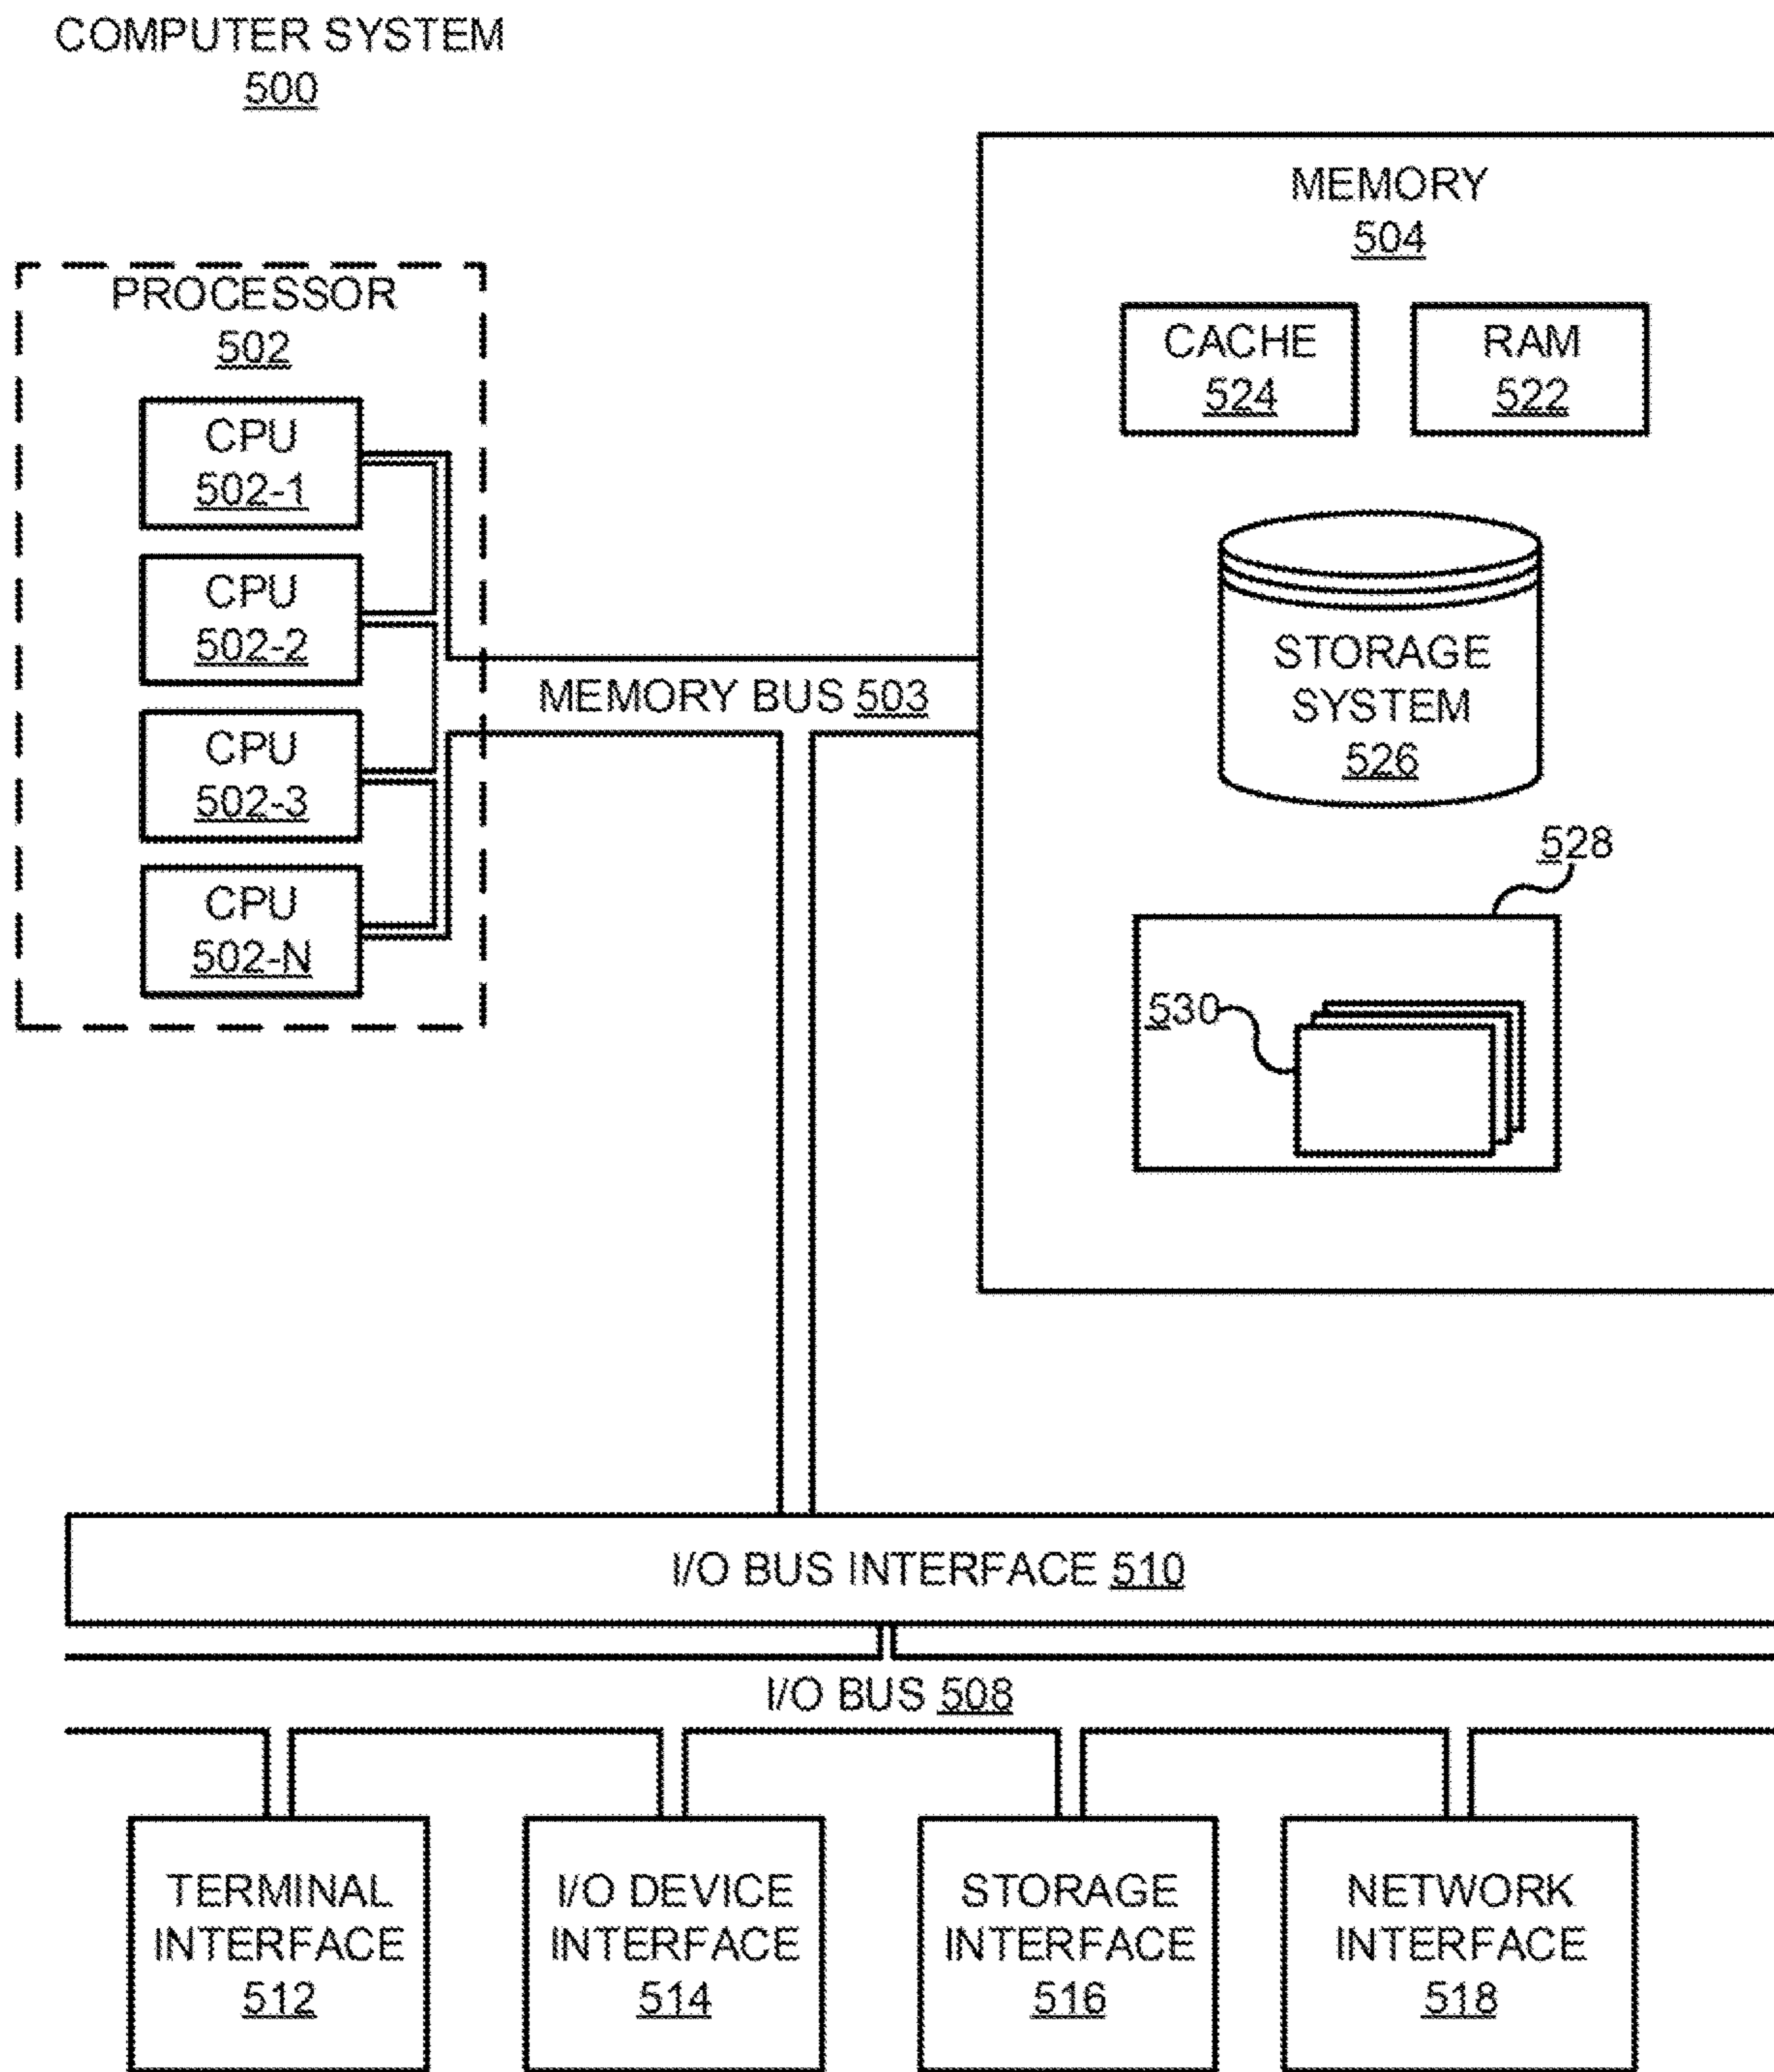 COMPUTER SYSTEM
500
MEMORY
504
PROCESSOR
502
CACHE
524
RAM
522
CPU
502-1
CPU
502-2
CPU
502-3
CPU
502-N
MEMORY BUS 503
STORAGE
SYSTEM
526
528
530
I/O BUS INTERFACE 510
I/O BUS 508
TERMINAL
INTERFACE
512
I/O DEVICE
INTERFACE
514
STORAGE
INTERFACE
516
NETWORK
INTERFACE
518